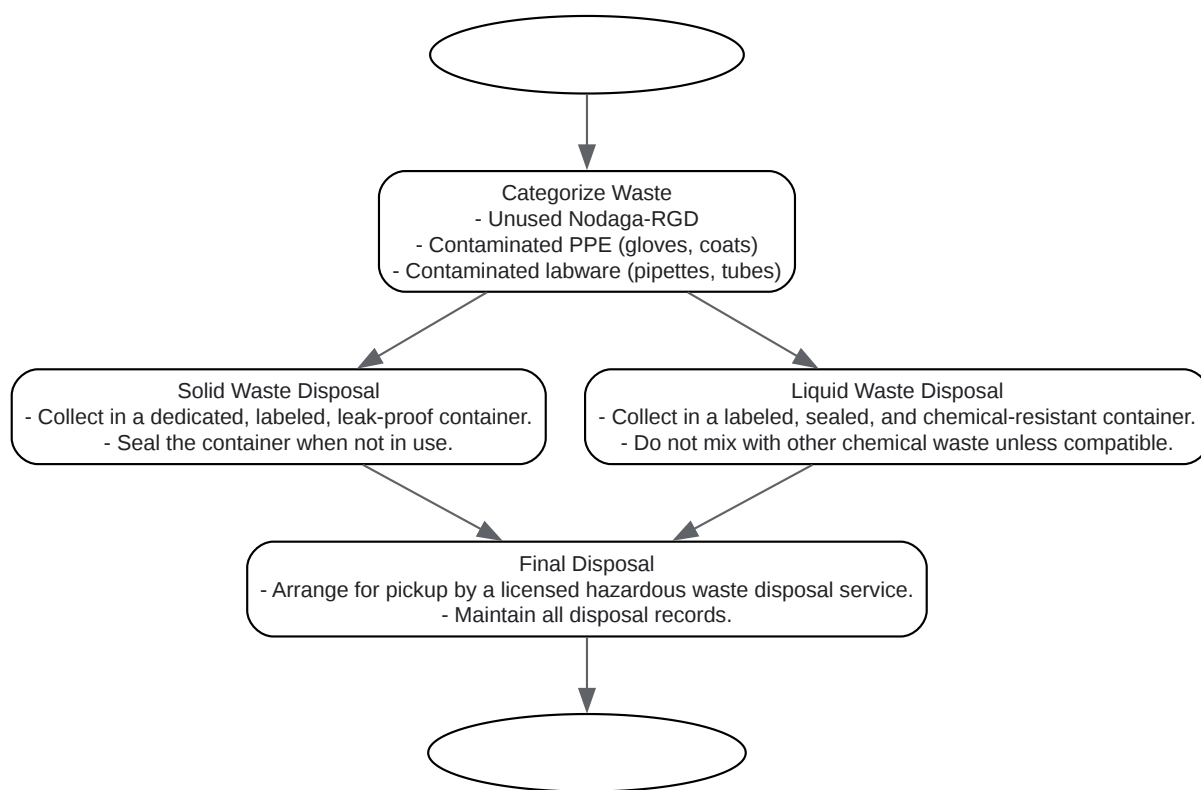 Categorize Waste
- Unused Nodaga-RGD
- Contaminated PPE (gloves, coats)
- Contaminated labware (pipettes, tubes)
Solid Waste Disposal
- Collect in a dedicated, labeled, leak-proof container.
- Seal the container when not in use.
Liquid Waste Disposal
- Collect in a labeled, sealed, and chemical-resistant container.
- Do not mix with other chemical waste unless compatible.
Final Disposal
- Arrange for pickup by a licensed hazardous waste disposal service.
- Maintain all disposal records.